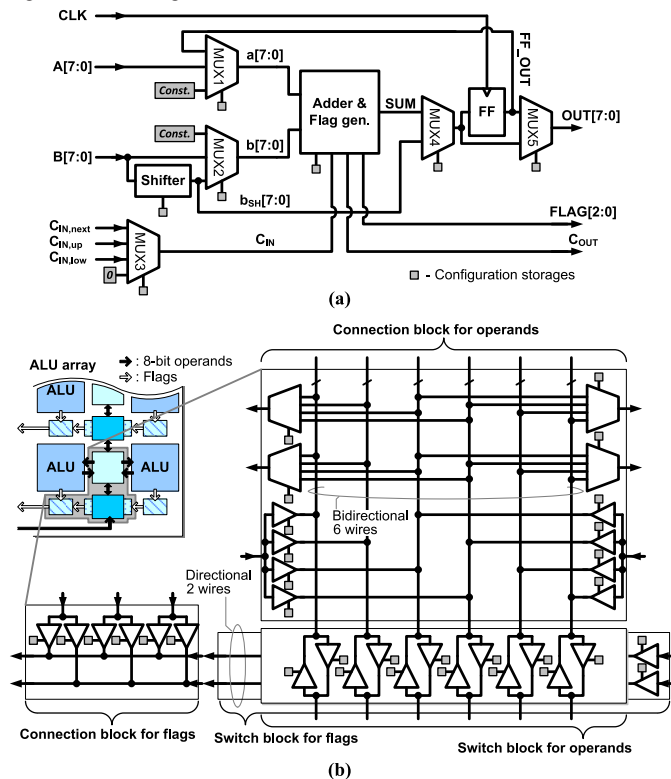 CLK
A[7:0]
Const.
MUX1
a[7:0]
FF_OUT
Adder &
Flag gen.
SUM
MUX4
FF
MUX5
OUT[7:0]
Const.
B[7:0]
MUX2
b[7:0]
Shifter
bSH[7:0]
FLAG[2:0]
CIN,next
CIN,up
CIN,low
0
MUX3
CIN
COUT
- Configuration storages
(a)
Connection block for operands
ALU array
: 8-bit operands
: Flags
ALU
ALU
ALU
ALU
Bidirectional
6 wires
Directional
2 wires
Connection block for flags
Switch block for flags
Switch block for operands
(b)